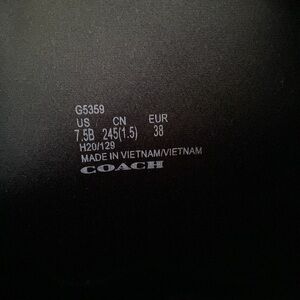 G5359
US CN EUR
7.5B 245(1.5) 38
H20/129
MADE IN VIETNAM/VIETNAM
COACH